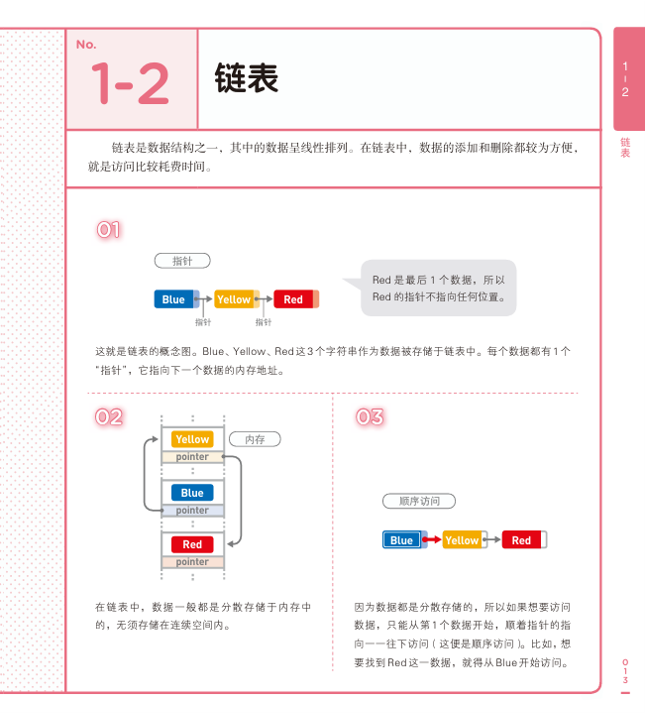 No.
1-2
链表
链表是数据结构之一，其中的数据呈线性排列。在链表中，数据的添加和删除都较为方便，
就是访问比较耗费时间。
01
指针
Blue
Yellow
Red
指针
指针
Red 是最后 1 个数据，所以
Red 的指针不指向任何位置。
这就是链表的概念图。Blue、Yellow、Red 这 3 个字符串作为数据被存储于链表中。每个数据都有 1 个
“指针”，它指向下一个数据的内存地址。
02
Yellow
pointer
内存
Blue
pointer
Red
pointer
在链表中，数据一般都是分散存储于内存中
的，无须存储在连续空间内。
03
顺序访问
Blue
Yellow
Red
因为数据都是分散存储的，所以如果想要访问
数据，只能从第 1 个数据开始，顺着指针的指
向一一往下访问（这便是顺序访问）。比如，想
要找到 Red 这一数据，就得从 Blue 开始访问。
1-2
链表
013